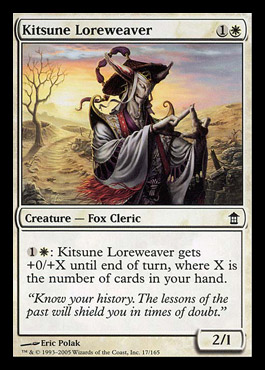 Kitsune Loreweaver 1
Creature — Fox Cleric
1 : Kitsune Loreweaver gets
+0/+X until end of turn, where X is
the number of cards in your hand.
"Know your history. The lessons of the
past will shield you in times of doubt."
Eric Polak
™ & © 1993–2005 Wizards of the Coast, Inc. 17/165
2/1